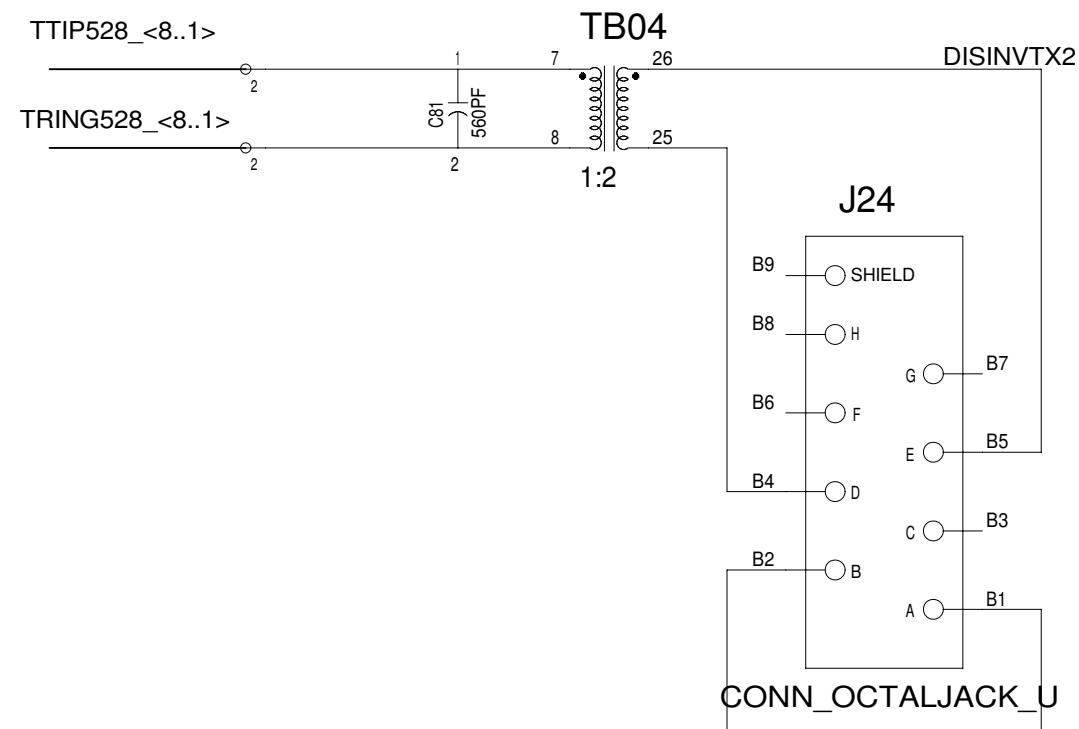 TB04
TTIP528_<8..1>
DISINVTX2
1
7
26
2
C81
560PF
TRING528_<8..1>
8
25
2
2
1:2
J24
B9
SHIELD
B8
H
B7
G
B6
F
B5
E
B4
D
B3
C
B2
B
B1
A
CONN_OCTALJACK_U